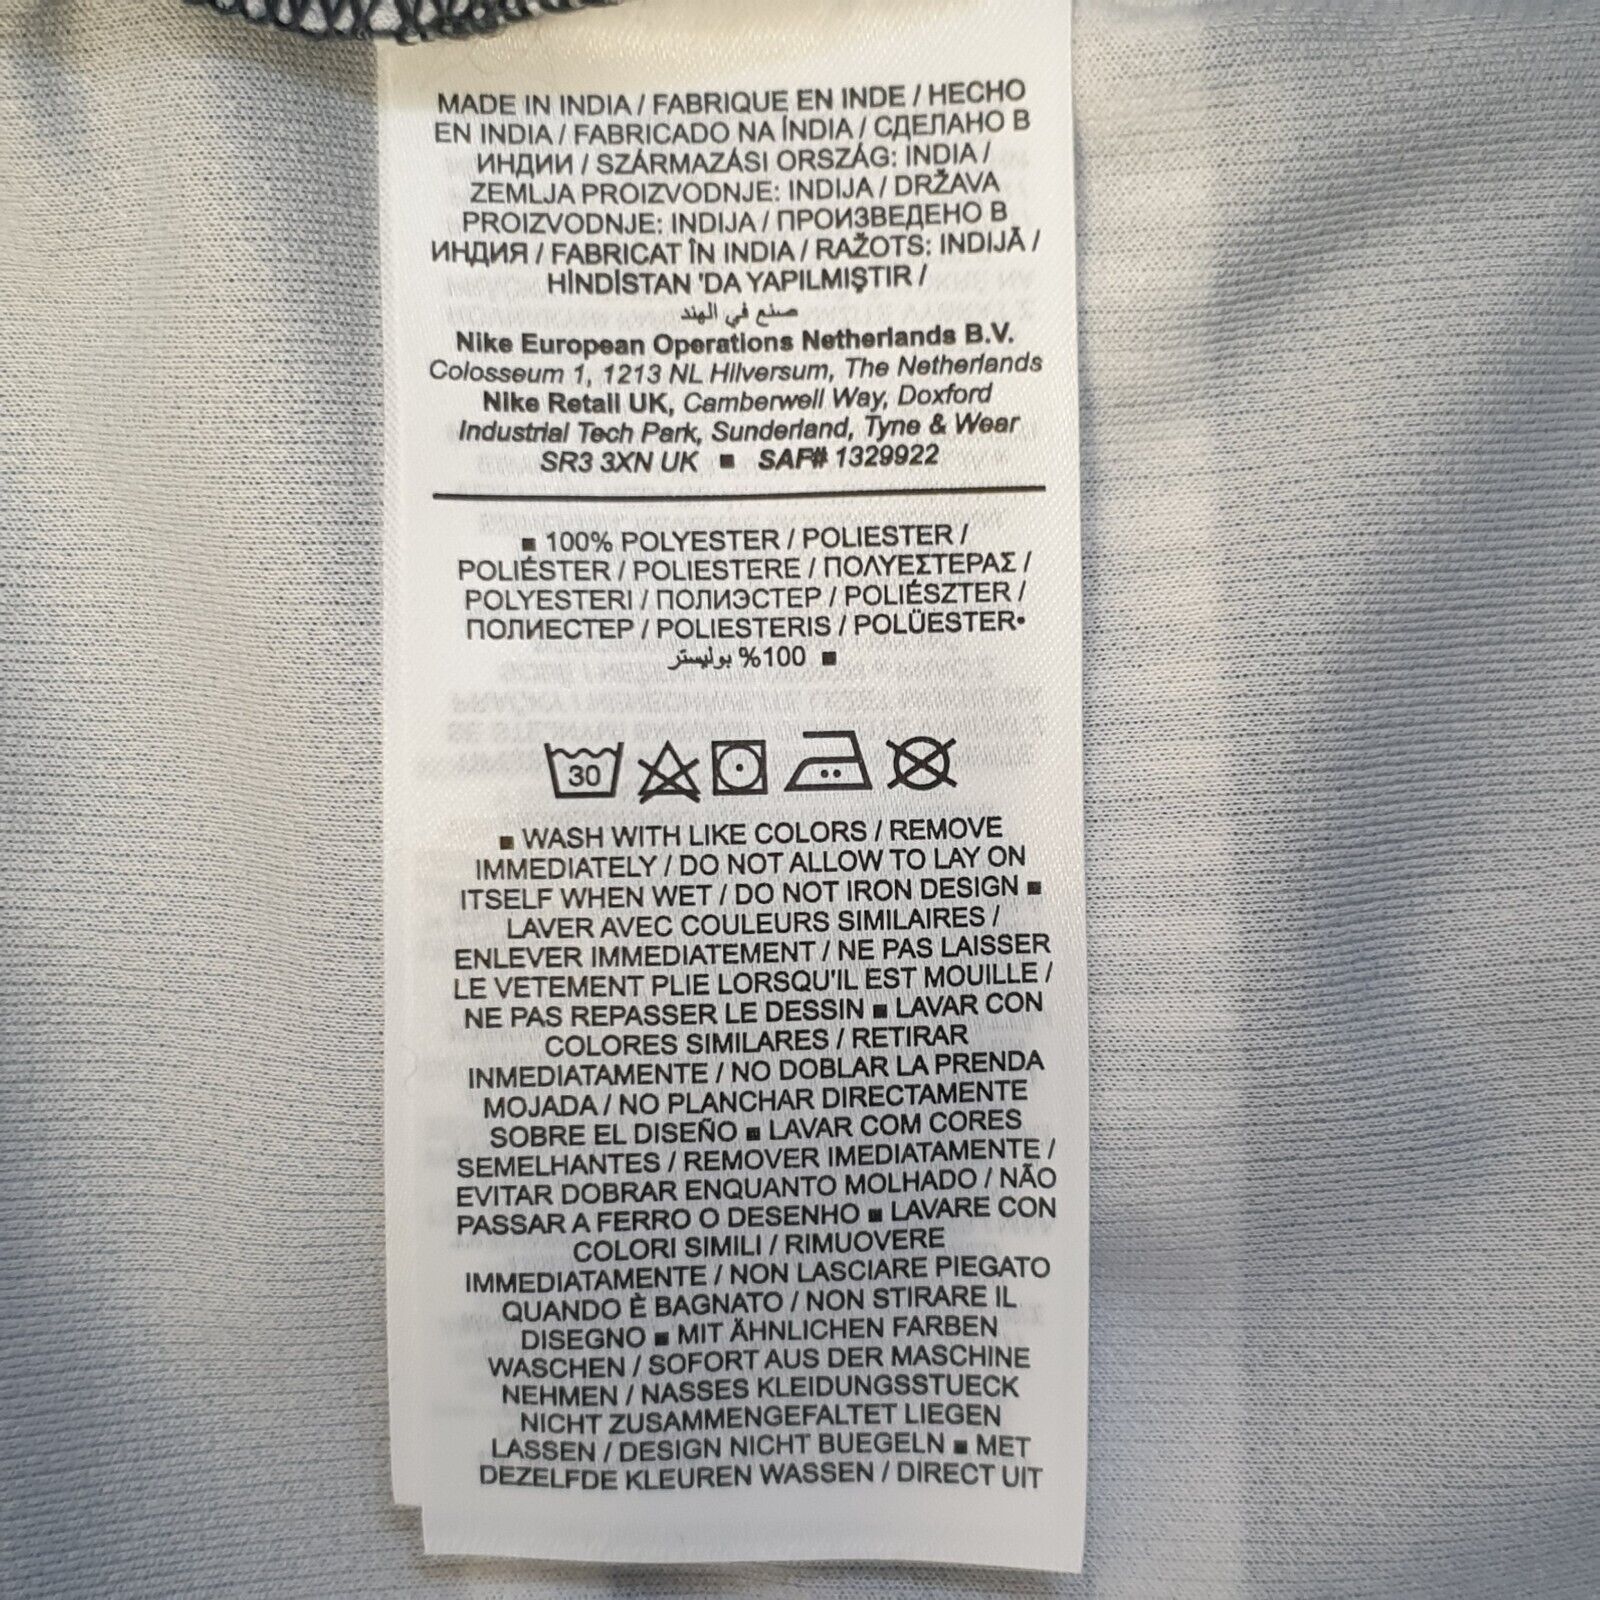 MADE IN INDIA / FABRIQUE EN INDE / HECHO
EN INDIA / FABRICADO NA ÍNDIA / СДЕЛАНО В
ИНДИИ / SZÁRMAZÁSI ORSZÁG: INDIA /
ZEMLJA PROIZVODNJE: INDIJA / DRŽAVA
PROIZVODNJE: INDIJA / ПРОИЗВЕДЕНО В
ИНДИЯ / FABRICAT ÎN INDIA / RAŽOTS: INDIJĀ /
HİNDİSTAN 'DA YAPILMIŞTIR /
صنع في الهند
Nike European Operations Netherlands B.V.
Colosseum 1, 1213 NL Hilversum, The Netherlands
Nike Retail UK, Camberwell Way, Doxford
Industrial Tech Park, Sunderland, Tyne & Wear
SR3 3XN UK ■ SAF# 1329922
■ 100% POLYESTER / POLIESTER /
POLIÉSTER / POLIESTERE / ΠΟΛΥΕΣΤΕΡΑΣ /
POLYESTERI / ПОЛИЭСТЕР / POLIÉSZTER /
ПОЛИЕСТЕР / POLIESTERIS / POLÜESTER•
■ 100% بوليستر
30
■ WASH WITH LIKE COLORS / REMOVE
IMMEDIATELY / DO NOT ALLOW TO LAY ON
ITSELF WHEN WET / DO NOT IRON DESIGN ■
LAVER AVEC COULEURS SIMILAIRES /
ENLEVER IMMEDIATEMENT / NE PAS LAISSER
LE VETEMENT PLIE LORSQU'IL EST MOUILLE /
NE PAS REPASSER LE DESSIN ■ LAVAR CON
COLORES SIMILARES / RETIRAR
INMEDIATAMENTE / NO DOBLAR LA PRENDA
MOJADA / NO PLANCHAR DIRECTAMENTE
SOBRE EL DISEÑO ■ LAVAR COM CORES
SEMELHANTES / REMOVER IMEDIATAMENTE /
EVITAR DOBRAR ENQUANTO MOLHADO / NÃO
PASSAR A FERRO O DESENHO ■ LAVARE CON
COLORI SIMILI / RIMUOVERE
IMMEDIATAMENTE / NON LASCIARE PIEGATO
QUANDO È BAGNATO / NON STIRARE IL
DISEGNO ■ MIT ÄHNLICHEN FARBEN
WASCHEN / SOFORT AUS DER MASCHINE
NEHMEN / NASSES KLEIDUNGSSTUECK
NICHT ZUSAMMENGEFALTET LIEGEN
LASSEN / DESIGN NICHT BUEGELN ■ MET
DEZELFDE KLEUREN WASSEN / DIRECT UIT